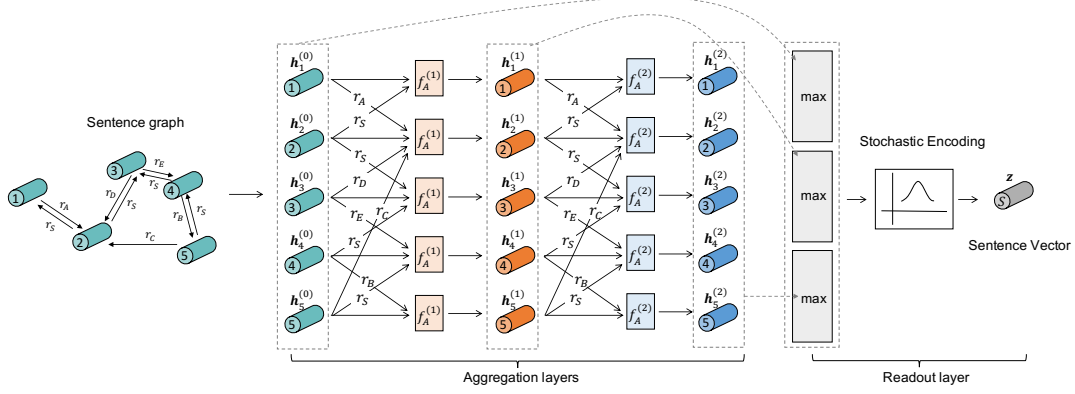 Sentence graph
1
2
3
4
5
r_A
r_S
r_D
r_S
r_E
r_S
r_B
r_S
r_C
h_1^{(0)}
1
h_2^{(0)}
2
h_3^{(0)}
3
h_4^{(0)}
4
h_5^{(0)}
5
r_A
r_S
r_S
r_D
r_E
r_C
r_S
r_B
r_S
f_A^{(1)}
f_A^{(1)}
f_A^{(1)}
f_A^{(1)}
f_A^{(1)}
h_1^{(1)}
1
h_2^{(1)}
2
h_3^{(1)}
3
h_4^{(1)}
4
h_5^{(1)}
5
r_A
r_S
r_S
r_D
r_E
r_C
r_S
r_B
r_S
f_A^{(2)}
f_A^{(2)}
f_A^{(2)}
f_A^{(2)}
f_A^{(2)}
h_1^{(2)}
1
h_2^{(2)}
2
h_3^{(2)}
3
h_4^{(2)}
4
h_5^{(2)}
5
Aggregation layers
max
max
max
Stochastic Encoding
z
S
Sentence Vector
Readout layer